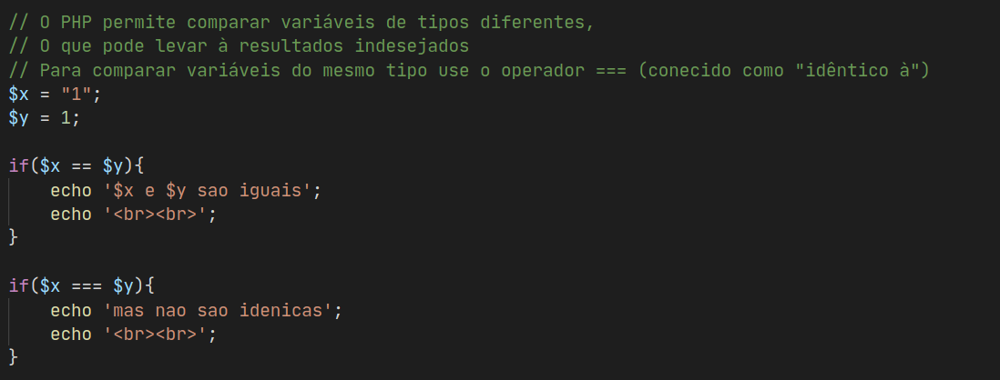 // O PHP permite comparar variáveis de tipos diferentes,
// O que pode levar à resultados indesejados
// Para comparar variáveis do mesmo tipo use o operador === (conecido como "idêntico à")
$x = "1";
$y = 1;
if($x == $y){
echo '$x e $y sao iguais';
echo '<br><br>';
}
if($x === $y){
echo 'mas nao sao idenicas';
echo '<br><br>';
}